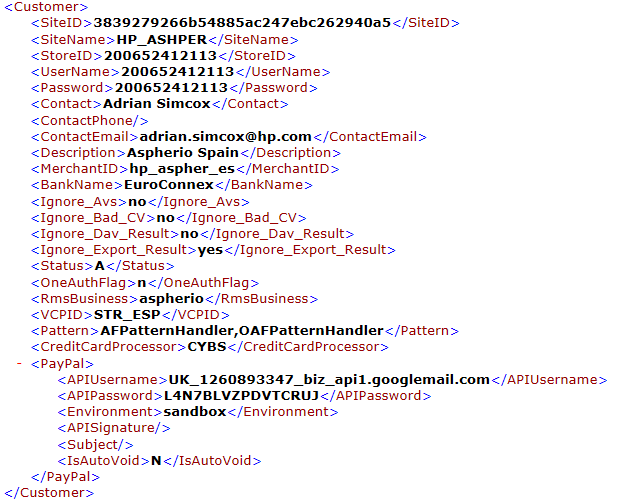 <Customer>
<SiteID>3839279266b54885ac247ebc262940a5</SiteID>
<SiteName>HP_ASHPER</SiteName>
<StoreID>200652412113</StoreID>
<UserName>200652412113</UserName>
<Password>200652412113</Password>
<Contact>Adrian Simcox</Contact>
<ContactPhone/>
<ContactEmail>adrian.simcox@hp.com</ContactEmail>
<Description>Aspherio Spain</Description>
<MerchantID>hp_aspher_es</MerchantID>
<BankName>EuroConnex</BankName>
<Ignore_Avs>no</Ignore_Avs>
<Ignore_Bad_CV>no</Ignore_Bad_CV>
<Ignore_Dav_Result>no</Ignore_Dav_Result>
<Ignore_Export_Result>yes</Ignore_Export_Result>
<Status>A</Status>
<OneAuthFlag>n</OneAuthFlag>
<RmsBusiness>aspherio</RmsBusiness>
<VCPID>STR_ESP</VCPID>
<Pattern>AFPatternHandler,OAFPatternHandler</Pattern>
<CreditCardProcessor>CYBS</CreditCardProcessor>
- <PayPal>
<APIUsername>UK_1260893347_biz_api1.googlemail.com</APIUsername>
<APIPassword>L4N7BLVZPDVTCRUJ</APIPassword>
<Environment>sandbox</Environment>
<APISignature/>
<Subject/>
<IsAutoVoid>N</IsAutoVoid>
</PayPal>
</Customer>